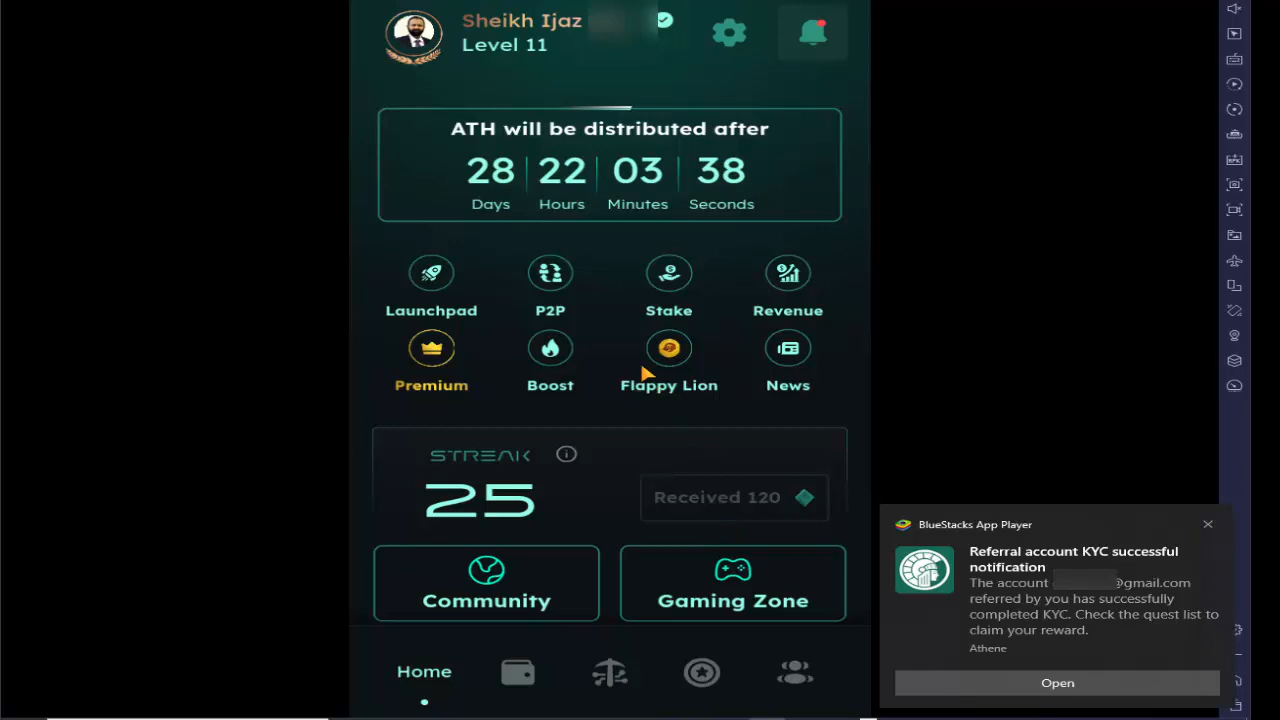 Sheikh Ijaz
Level 11
ATH will be distributed after
28 22 03 38
Days Hours Minutes Seconds
Launchpad P2P Stake Revenue
Premium Boost Flappy Lion News
STREAK
25
Received 120
Community Gaming Zone
Home
BlueStacks App Player
Referral account KYC successful
notification
The account @gmail.com
referred by you has successfully
completed KYC. Check the quest list to
claim your reward.
Athene
Open